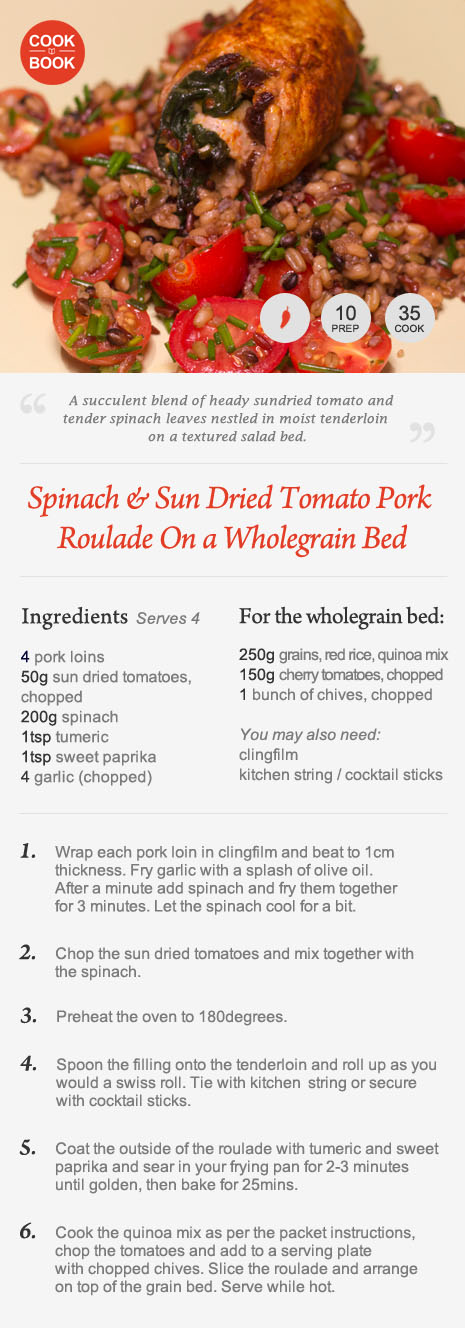 COOK
BOOK
10
PREP
35
COOK
“ A succulent blend of heady sundried tomato and
tender spinach leaves nestled in moist tenderloin
on a textured salad bed. ”
Spinach & Sun Dried Tomato Pork
Roulade On a Wholegrain Bed
Ingredients Serves 4
4 pork loins
50g sun dried tomatoes,
chopped
200g spinach
1tsp tumeric
1tsp sweet paprika
4 garlic (chopped)
For the wholegrain bed:
250g grains, red rice, quinoa mix
150g cherry tomatoes, chopped
1 bunch of chives, chopped
You may also need:
clingfilm
kitchen string / cocktail sticks
1. Wrap each pork loin in clingfilm and beat to 1cm
thickness. Fry garlic with a splash of olive oil.
After a minute add spinach and fry them together
for 3 minutes. Let the spinach cool for a bit.
2. Chop the sun dried tomatoes and mix together with
the spinach.
3. Preheat the oven to 180degrees.
4. Spoon the filling onto the tenderloin and roll up as you
would a swiss roll. Tie with kitchen string or secure
with cocktail sticks.
5. Coat the outside of the roulade with tumeric and sweet
paprika and sear in your frying pan for 2-3 minutes
until golden, then bake for 25mins.
6. Cook the quinoa mix as per the packet instructions,
chop the tomatoes and add to a serving plate
with chopped chives. Slice the roulade and arrange
on top of the grain bed. Serve while hot.